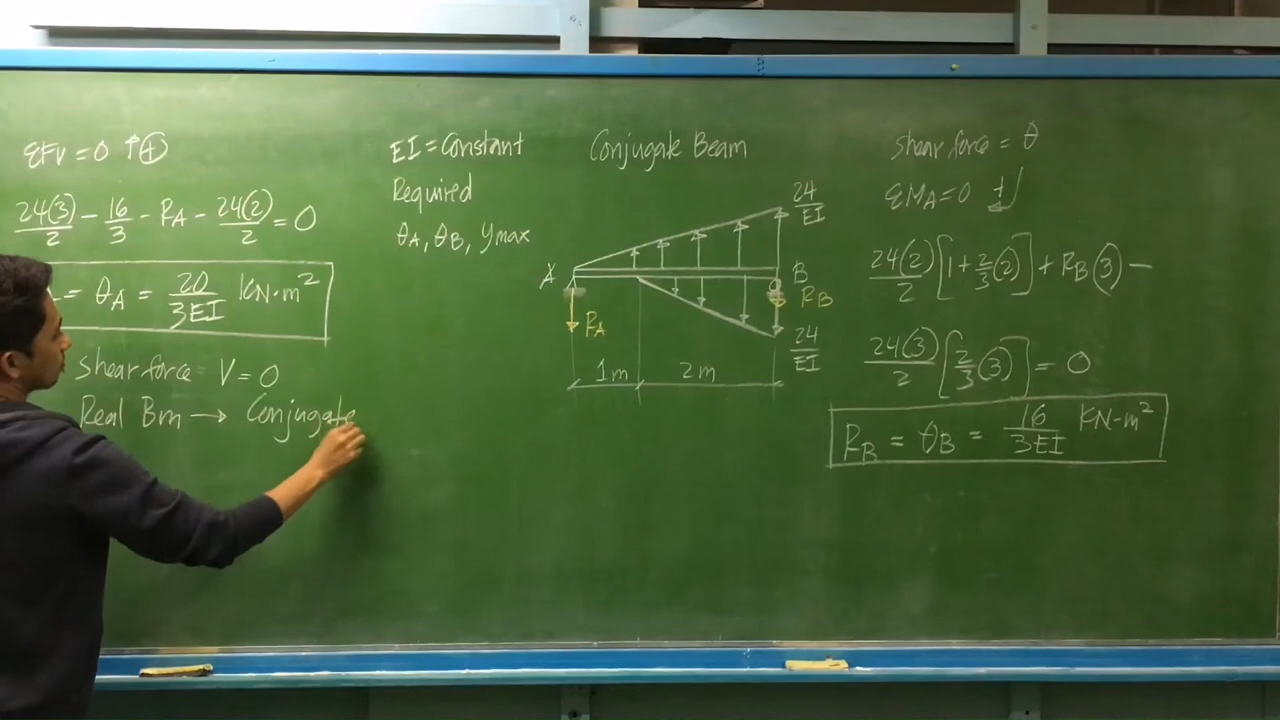 ΣFV = 0 ↑⊕
24(3)/2 - 16/3 - RA - 24(2)/2 = 0
= θA = 20/3EI KN·m²
shear force V = 0
Real Bm → Conjugate
EI = Constant
Required
θA, θB, ymax
Conjugate Beam
24/EI
A
B
RB
RA
24/EI
1m
2m
shear force = θ
ΣMA = 0 +
24(2)/2 [1 + 2/3(2)] + RB(3) -
24(3)/2 [2/3(3)] = 0
RB = θB = 16/3EI KN-m²